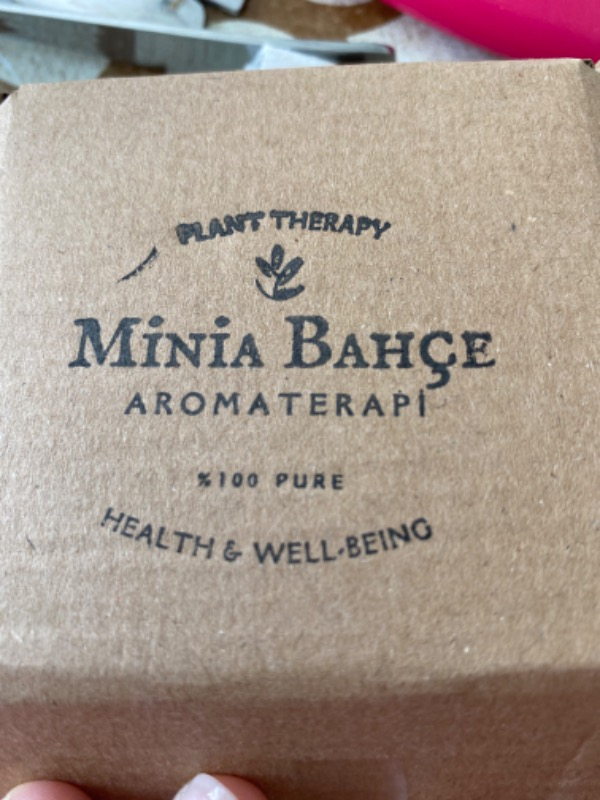 PLANT THERAPY
MİNİA BAHÇE
AROMATERAPİ
%100 PURE
HEALTH & WELL-BEING